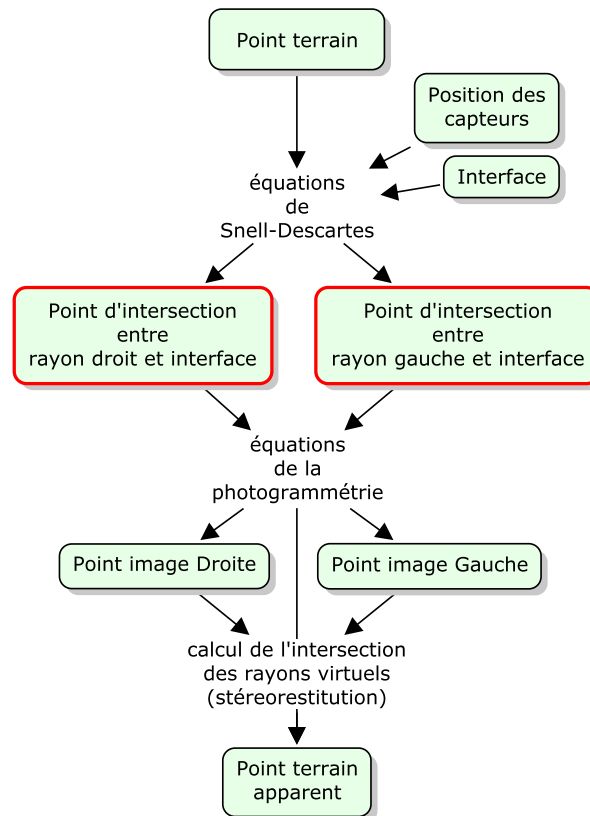 Point terrain
Position des
capteurs
Interface
équations
de
Snell-Descartes
Point d'intersection
entre
rayon droit et interface
Point d'intersection
entre
rayon gauche et interface
équations
de la
photogrammétrie
Point image Droite
Point image Gauche
calcul de l'intersection
des rayons virtuels
(stéreorestitution)
Point terrain
apparent